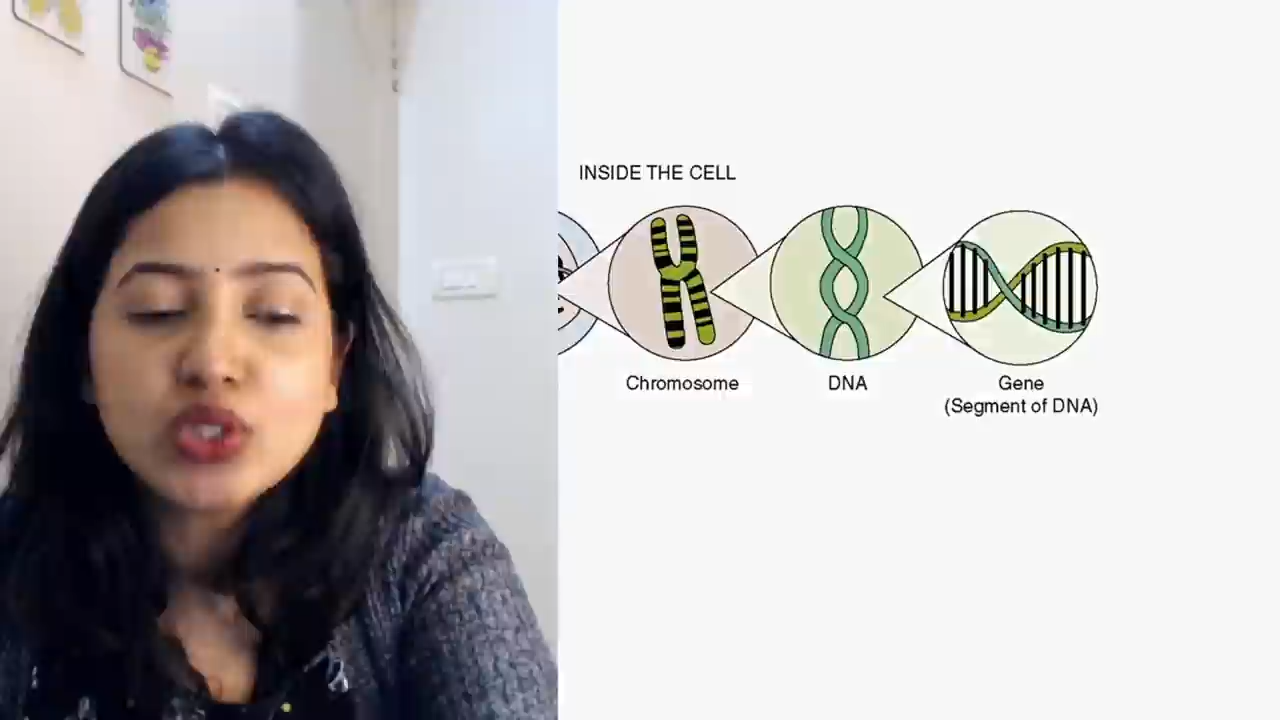 INSIDE THE CELL
Chromosome
DNA
Gene
(Segment of DNA)